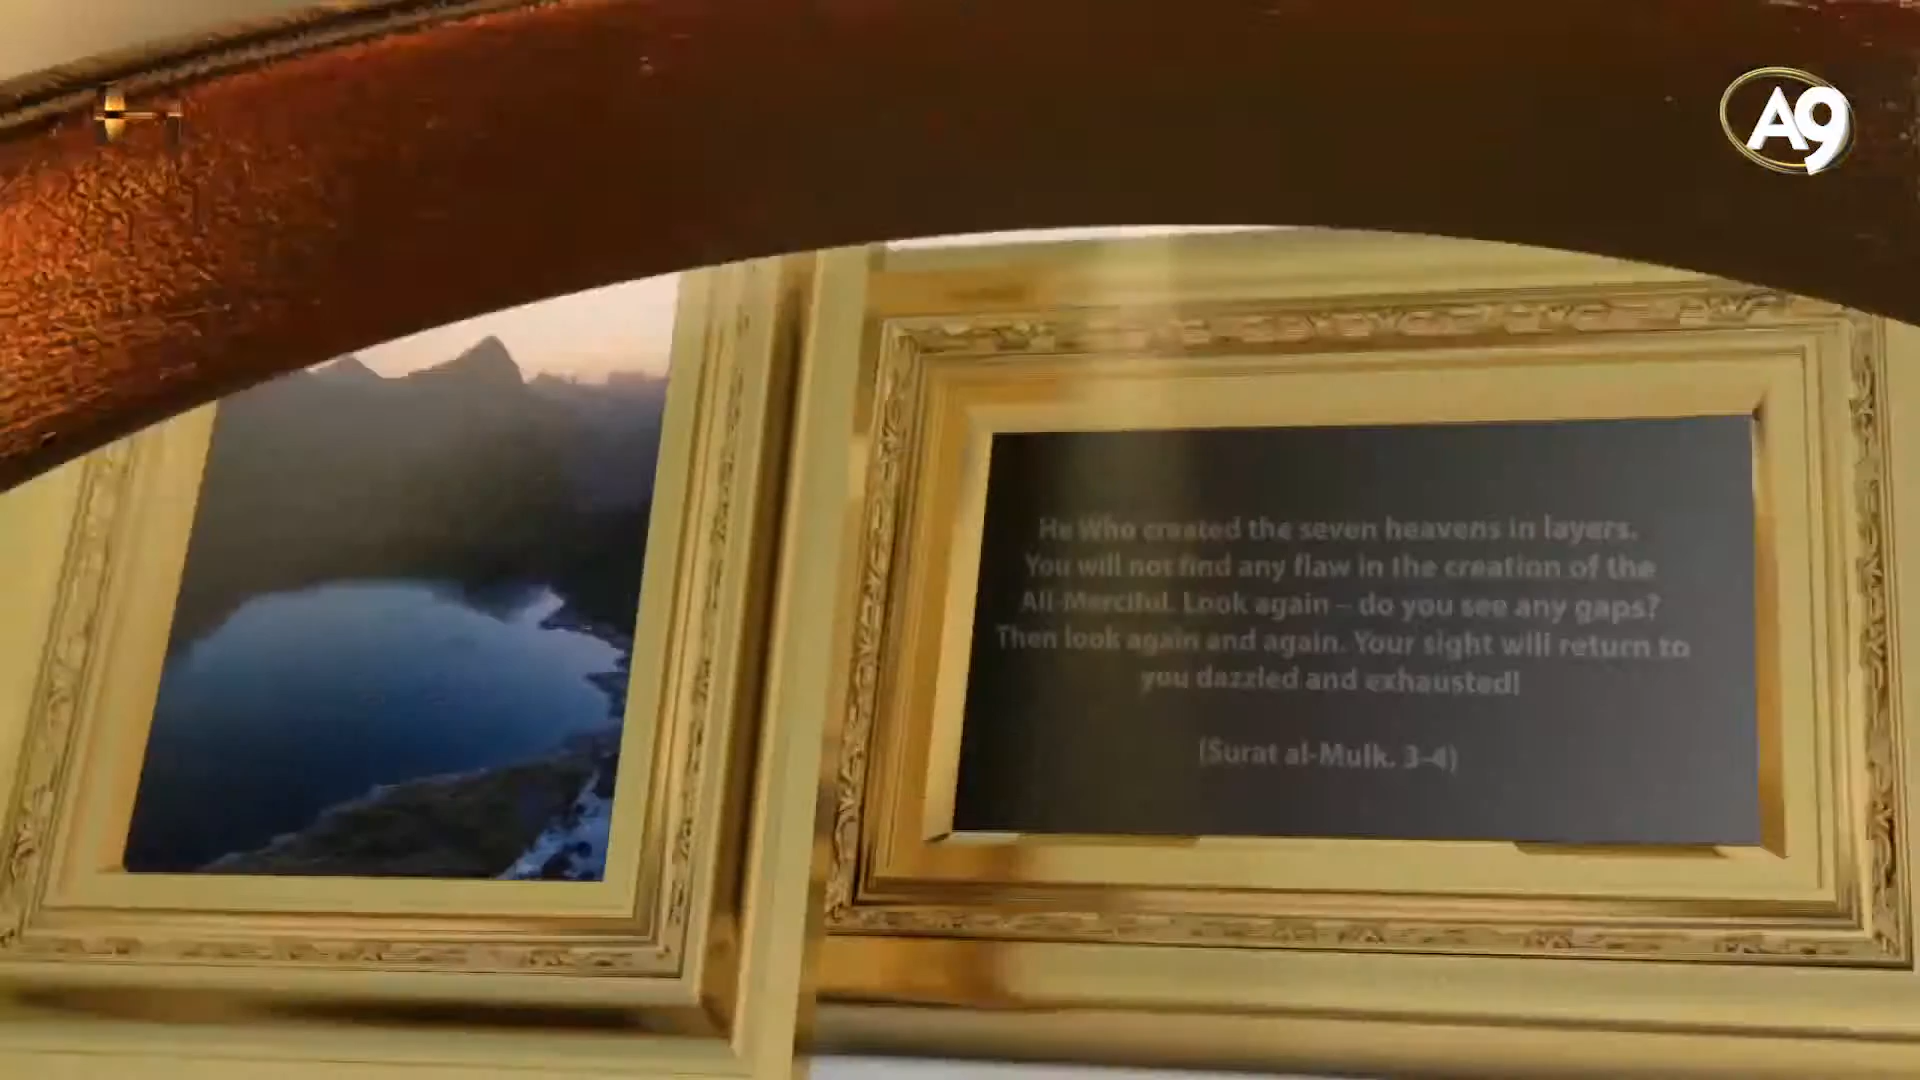 A9
He Who created the seven heavens in layers.
You will not find any flaw in the creation of the
All-Merciful. Look again – do you see any gaps?
Then look again and again. Your sight will return to
you dazzled and exhausted!
(Surat al-Mulk. 3-4)